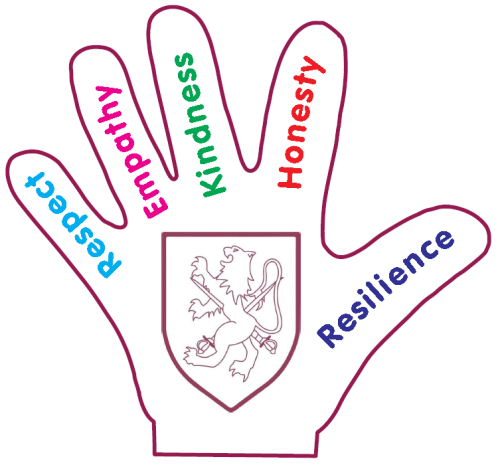 Respect
Empathy
Kindness
Honesty
Resilience